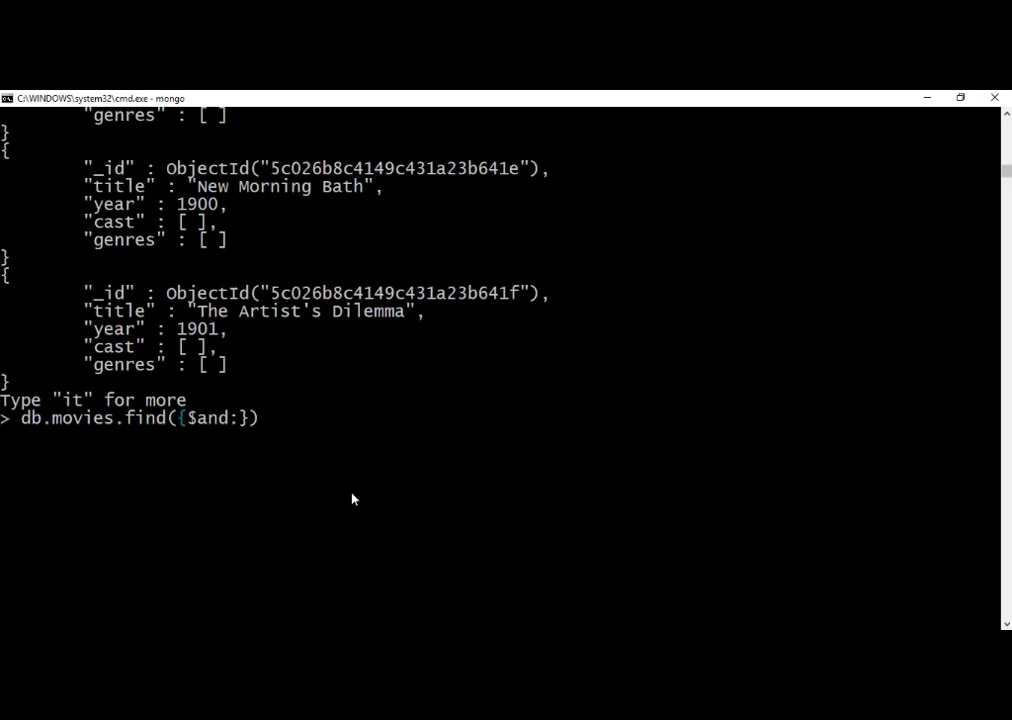 C:\WINDOWS\system32\cmd.exe - mongo
"genres" : [ ]
}
{
"_id" : ObjectId("5c026b8c4149c431a23b641e"),
"title" : "New Morning Bath",
"year" : 1900,
"cast" : [ ],
"genres" : [ ]
}
{
"_id" : ObjectId("5c026b8c4149c431a23b641f"),
"title" : "The Artist's Dilemma",
"year" : 1901,
"cast" : [ ],
"genres" : [ ]
}
Type "it" for more
> db.movies.find({$and:})